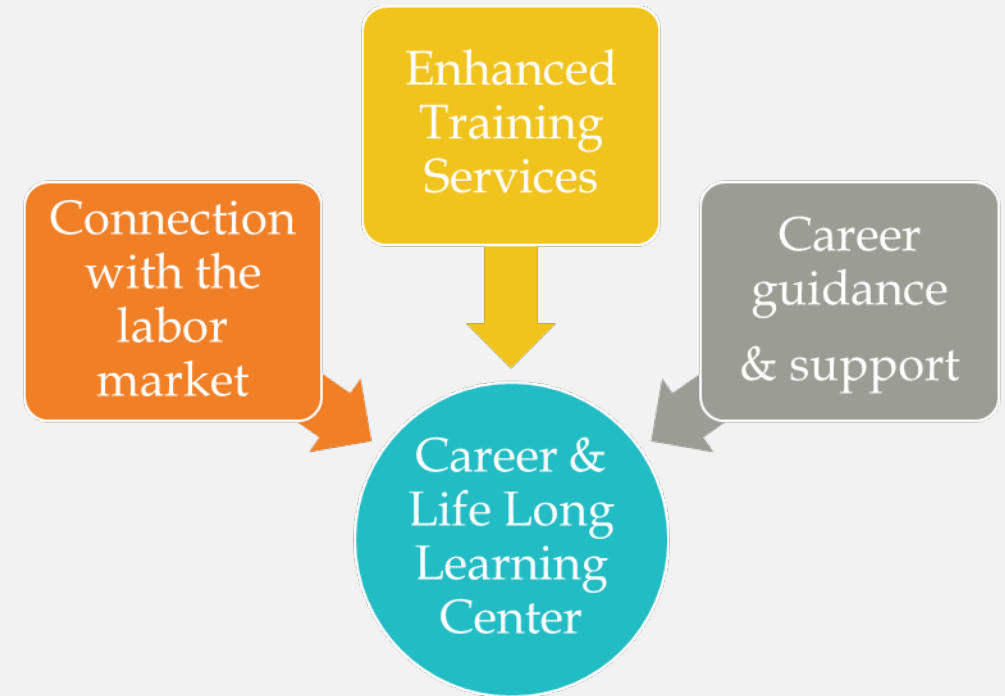 Enhanced
Training
Services
Connection
with the
labor
market
Career
guidance
& support
Career &
Life Long
Learning
Center